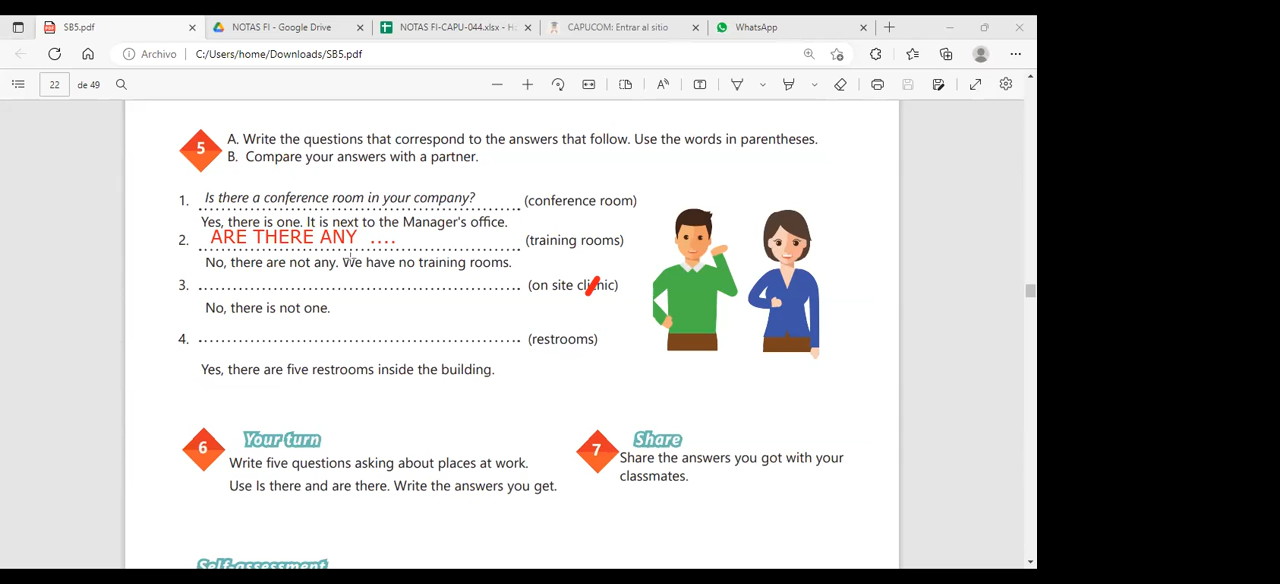 SB5.pdf
NOTAS FI - Google Drive
NOTAS FI-CAPU-044.xlsx - H
CAPUCOM: Entrar al sitio
WhatsApp
Archivo
C:/Users/home/Downloads/SB5.pdf
22
de 49
5
A. Write the questions that correspond to the answers that follow. Use the words in parentheses.
B. Compare your answers with a partner.
1. Is there a conference room in your company? (conference room)
Yes, there is one. It is next to the Manager's office.
2. ARE THERE ANY .... (training rooms)
No, there are not any. We have no training rooms.
3. (on site clinic)
No, there is not one.
4. (restrooms)
Yes, there are five restrooms inside the building.
6
Your turn
Write five questions asking about places at work.
Use Is there and are there. Write the answers you get.
7
Share
Share the answers you got with your
classmates.
Self-assessment